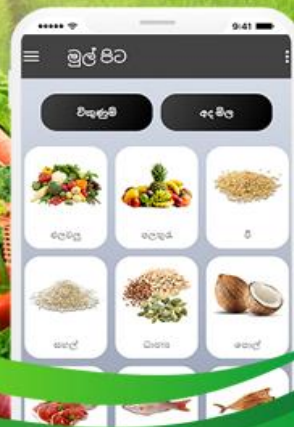 9:41
මුල් පිට
විකුණුම්
අද මිල
එළවලු
පලතුරු
වී
සහල්
ධාන්‍ය
පොල්